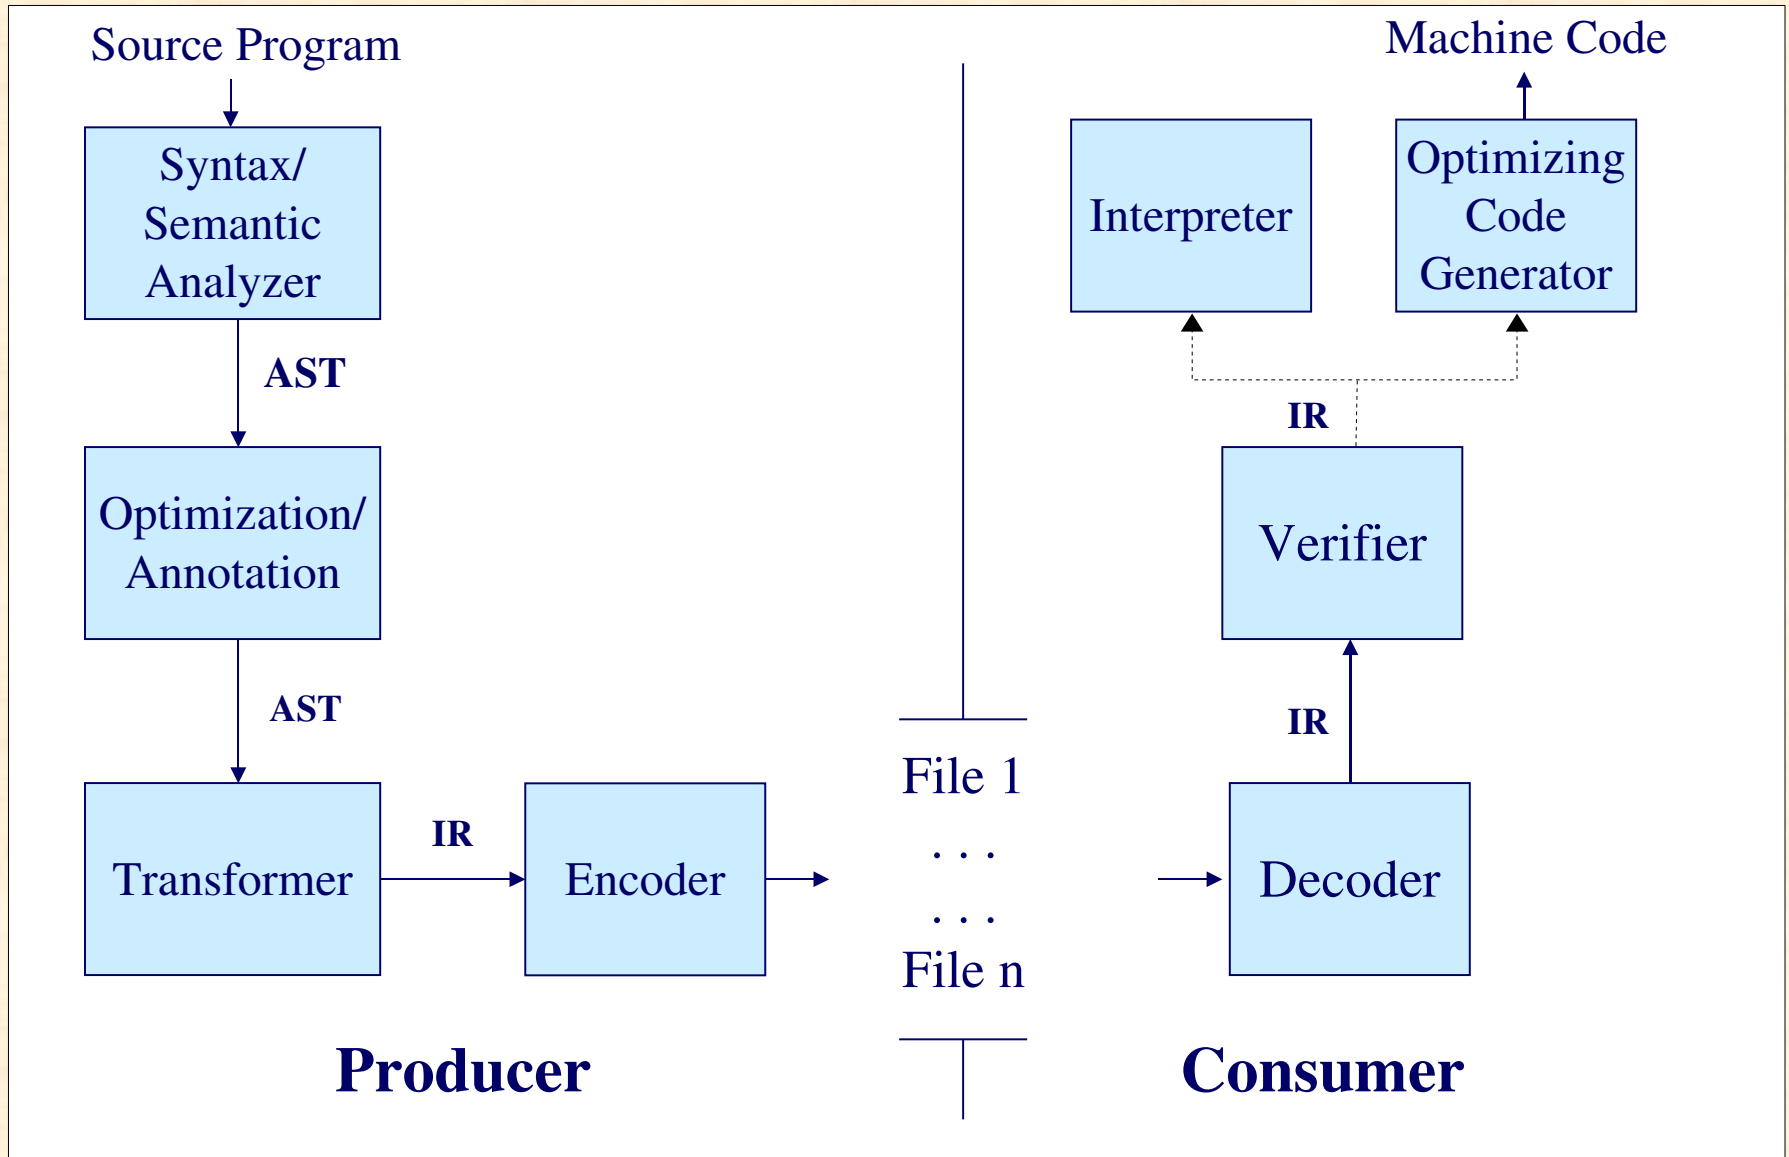 Source Program
Syntax/
Semantic
Analyzer
AST
Optimization/
Annotation
AST
Transformer
IR
Encoder
Producer
File 1
. . .
. . .
File n
Machine Code
Interpreter
Optimizing
Code
Generator
IR
Verifier
IR
Decoder
Consumer